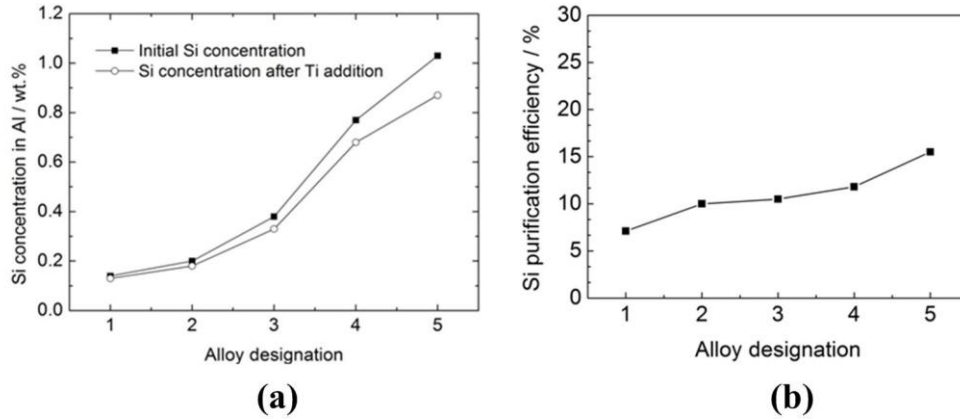 1.2
1.0
0.8
0.6
0.4
0.2
0.0
Si concentration in Al / wt.%
Initial Si concentration
Si concentration after Ti addition
1 2 3 4 5
Alloy designation
(a)
30
25
20
15
10
5
0
Si purification efficiency / %
1 2 3 4 5
Alloy designation
(b)